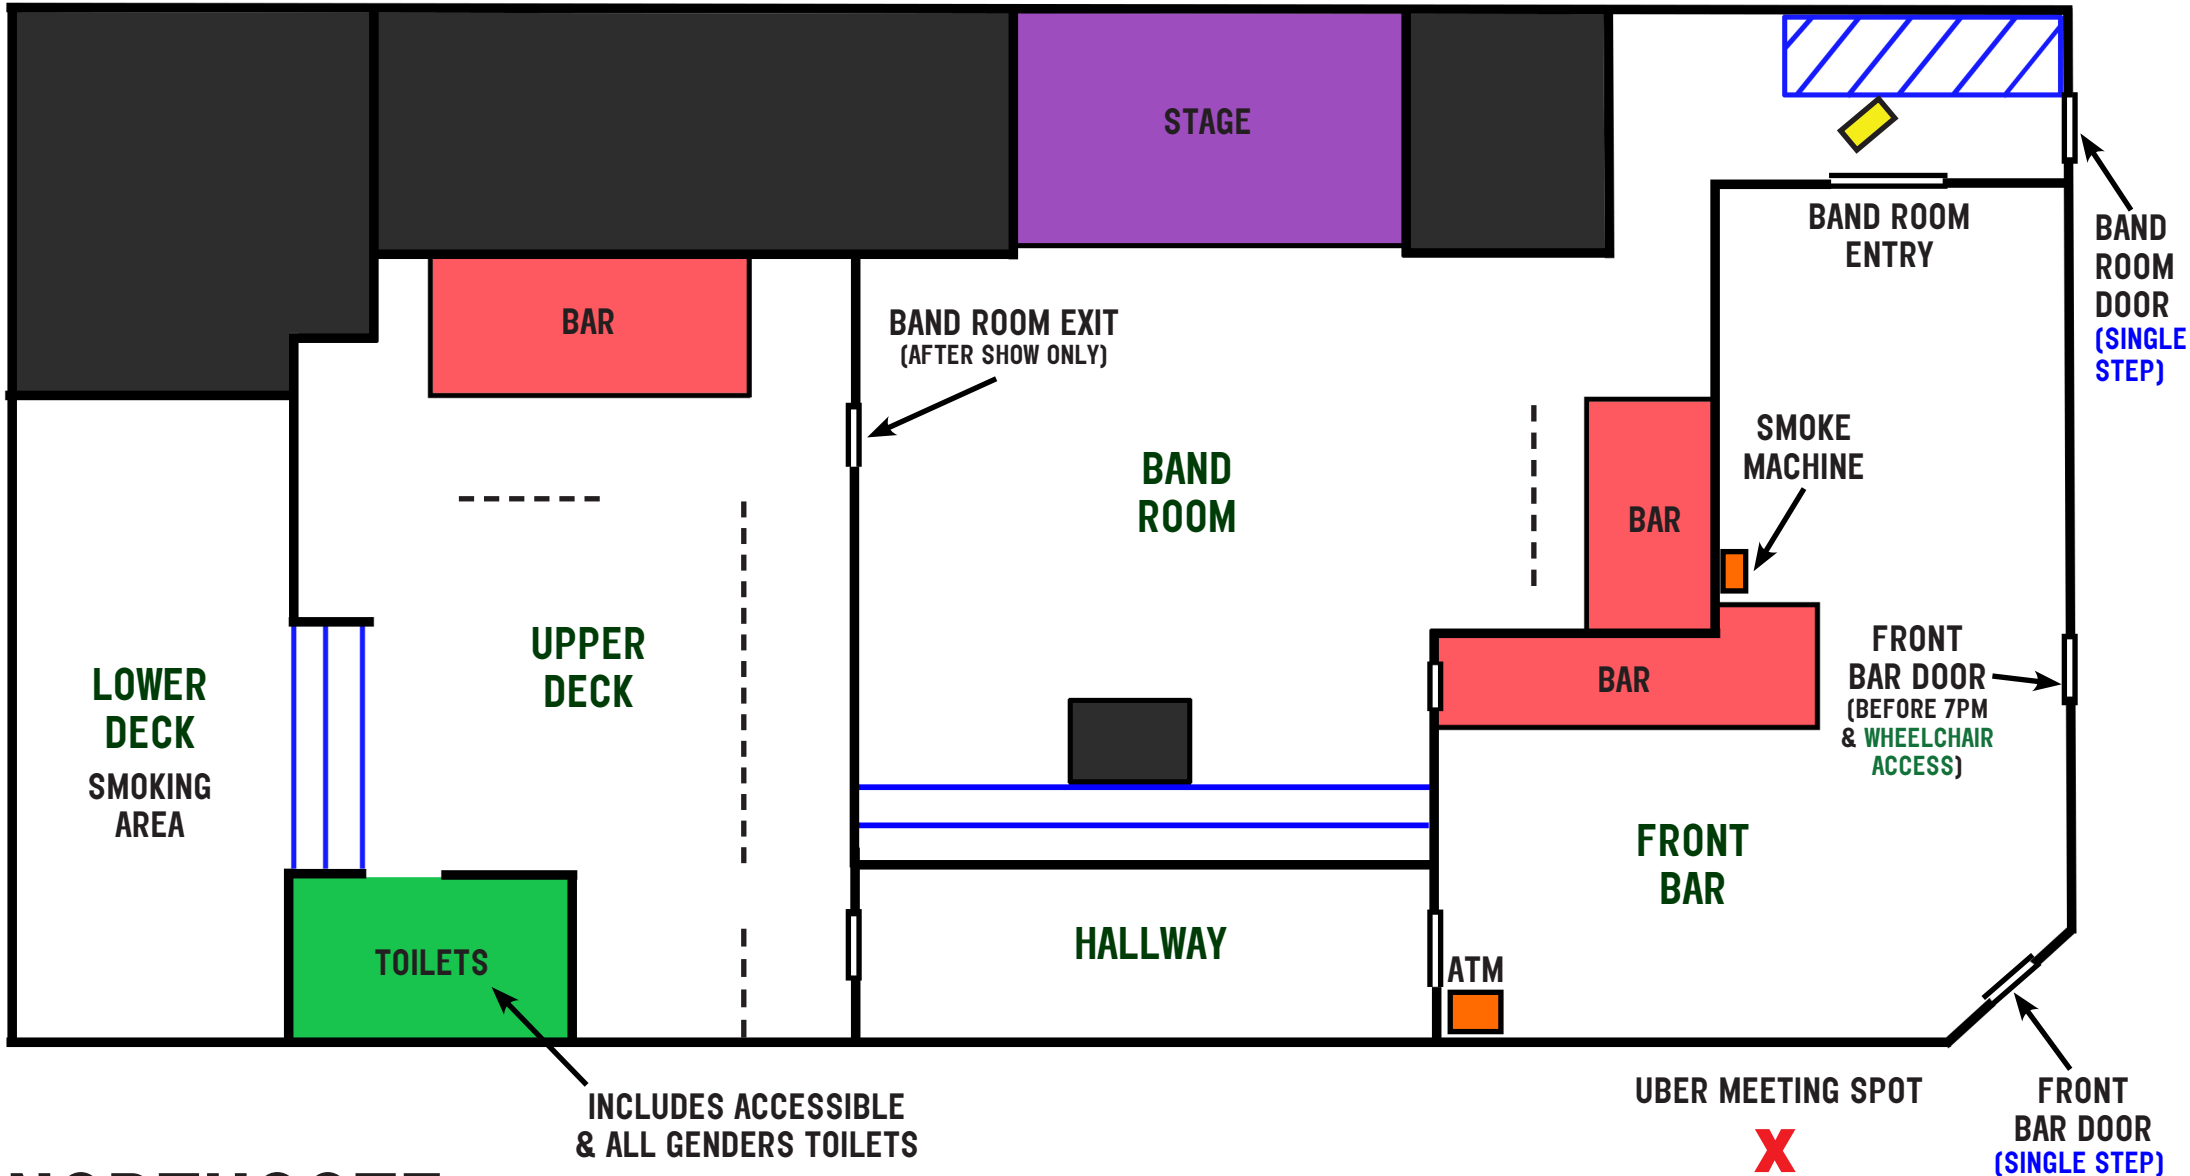 STAGE
BAND ROOM
ENTRY
BAND
ROOM
DOOR
(SINGLE
STEP)
BAR
BAND ROOM EXIT
(AFTER SHOW ONLY)
SMOKE
MACHINE
BAND
ROOM
BAR
UPPER
DECK
LOWER
DECK
SMOKING
AREA
BAR
FRONT
BAR DOOR
(BEFORE 7PM
& WHEELCHAIR
ACCESS)
FRONT
BAR
HALLWAY
TOILETS
ATM
INCLUDES ACCESSIBLE
& ALL GENDERS TOILETS
UBER MEETING SPOT
X
FRONT
BAR DOOR
(SINGLE STEP)